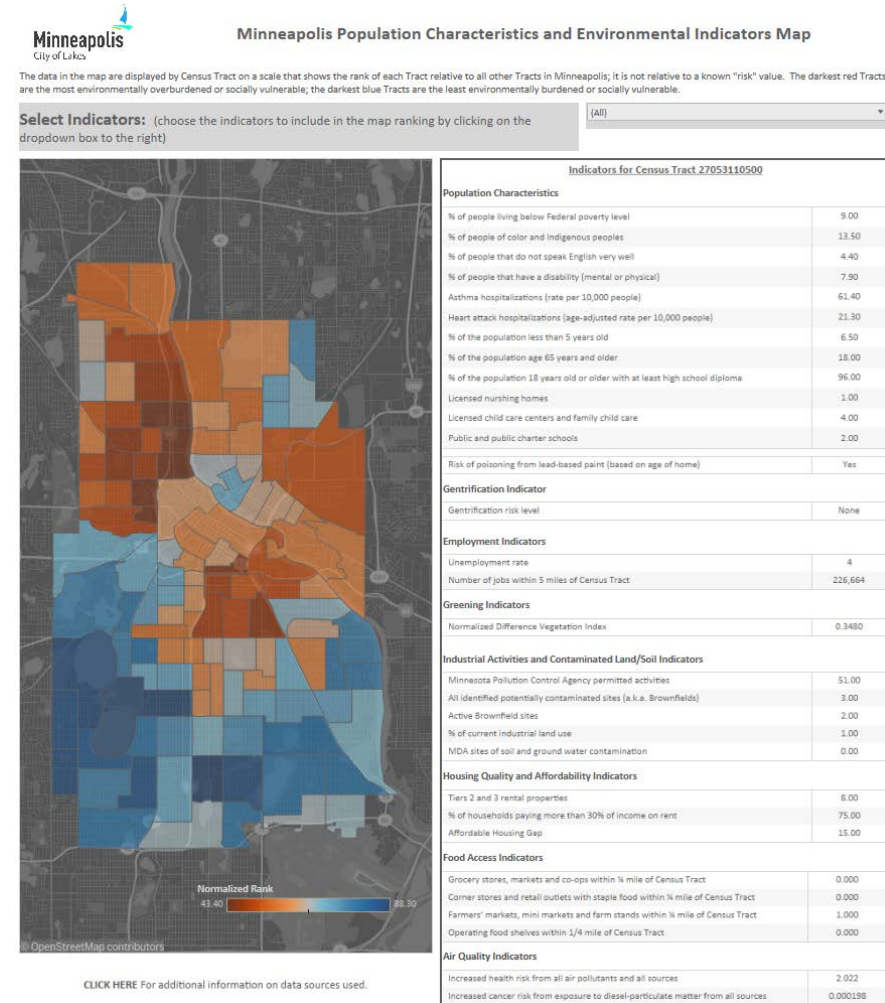 Minneapolis
City of Lakes
Minneapolis Population Characteristics and Environmental Indicators Map
The data in the map are displayed by Census Tract on a scale that shows the rank of each Tract relative to all other Tracts in Minneapolis; it is not relative to a known "risk" value. The darkest red Tracts
are the most environmentally overburdened or socially vulnerable; the darkest blue Tracts are the least environmentally burdened or socially vulnerable.
Select Indicators: (choose the indicators to include in the map ranking by clicking on the
dropdown box to the right)
(All)
Indicators for Census Tract 27053110500
Population Characteristics
% of people living below Federal poverty level 9.00
% of people of color and Indigenous peoples 13.50
% of people that do not speak English very well 4.40
% of people that have a disability (mental or physical) 7.90
Asthma hospitalizations (rate per 10,000 people) 61.40
Heart attack hospitalizations (age-adjusted rate per 10,000 people) 21.30
% of the population less than 5 years old 6.50
% of the population age 65 years and older 18.00
% of the population 18 years old or older with at least high school diploma 96.00
Licensed nurshing homes 1.00
Licensed child care centers and family child care 4.00
Public and public charter schools 2.00
Risk of poisoning from lead-based paint (based on age of home) Yes
Gentrification Indicator
Gentrification risk level None
Employment Indicators
Unemployment rate 4
Number of jobs within 5 miles of Census Tract 226,664
Greening Indicators
Normalized Difference Vegetation Index 0.3480
Industrial Activities and Contaminated Land/Soil Indicators
Minnesota Pollution Control Agency permitted activities 51.00
All identified potentially contaminated sites (a.k.a. Brownfields) 3.00
Active Brownfield sites 2.00
% of current industrial land use 1.00
MDA sites of soil and ground water contamination 0.00
Housing Quality and Affordability Indicators
Tiers 2 and 3 rental properties 8.00
% of households paying more than 30% of income on rent 75.00
Affordable Housing Gap 15.00
Food Access Indicators
Grocery stores, markets and co-ops within ¼ mile of Census Tract 0.000
Corner stores and retail outlets with staple food within ¼ mile of Census Tract 0.000
Farmers' markets, mini markets and farm stands within ¼ mile of Census Tract 1.000
Operating food shelves within 1/4 mile of Census Tract 0.000
Air Quality Indicators
Increased health risk from all air pollutants and all sources 2.022
Increased cancer risk from exposure to diesel-particulate matter from all sources 0.000198
Normalized Rank
43.40 88.30
© OpenStreetMap contributors
CLICK HERE For additional information on data sources used.